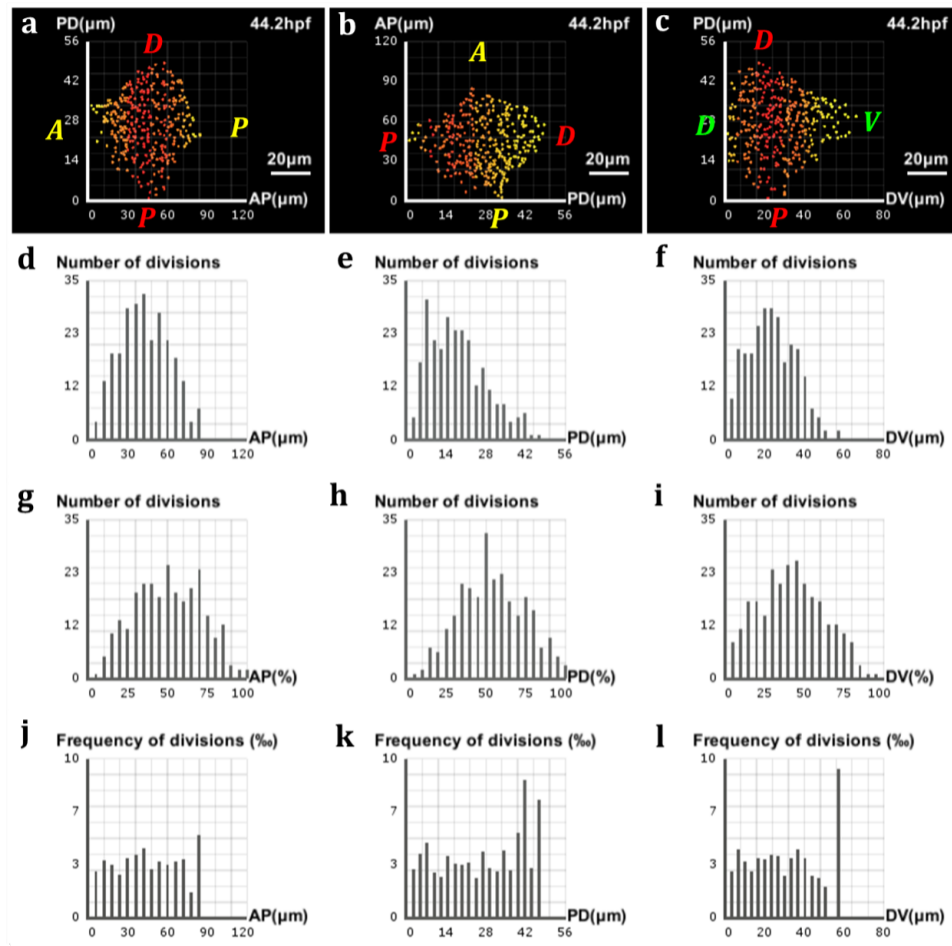 a PD(μm) 44.2hpf b AP(μm) 44.2hpf c PD(μm) 44.2hpf
56 D 120 A 56 D
42 90 42
A 28 P P 60 D D V
14 30 14
20μm 20μm 20μm
0 AP(μm) 0 PD(μm) 0 DV(μm)
0 30 60 90 120 0 14 28 42 56 0 20 40 60 80
P P P
d Number of divisions e Number of divisions f Number of divisions
35 35 35
23 23 23
12 12 12
0 AP(μm) 0 PD(μm) 0 DV(μm)
0 30 60 90 120 0 14 28 42 56 0 20 40 60 80
g Number of divisions h Number of divisions i Number of divisions
35 35 35
23 23 23
12 12 12
0 AP(%) 0 PD(%) 0 DV(%)
0 25 50 75 100 0 25 50 75 100 0 25 50 75 100
j Frequency of divisions (‰) k Frequency of divisions (‰) l Frequency of divisions (‰)
10 10 10
7 7 7
3 3 3
0 AP(μm) 0 PD(μm) 0 DV(μm)
0 30 60 90 120 0 14 28 42 56 0 20 40 60 80